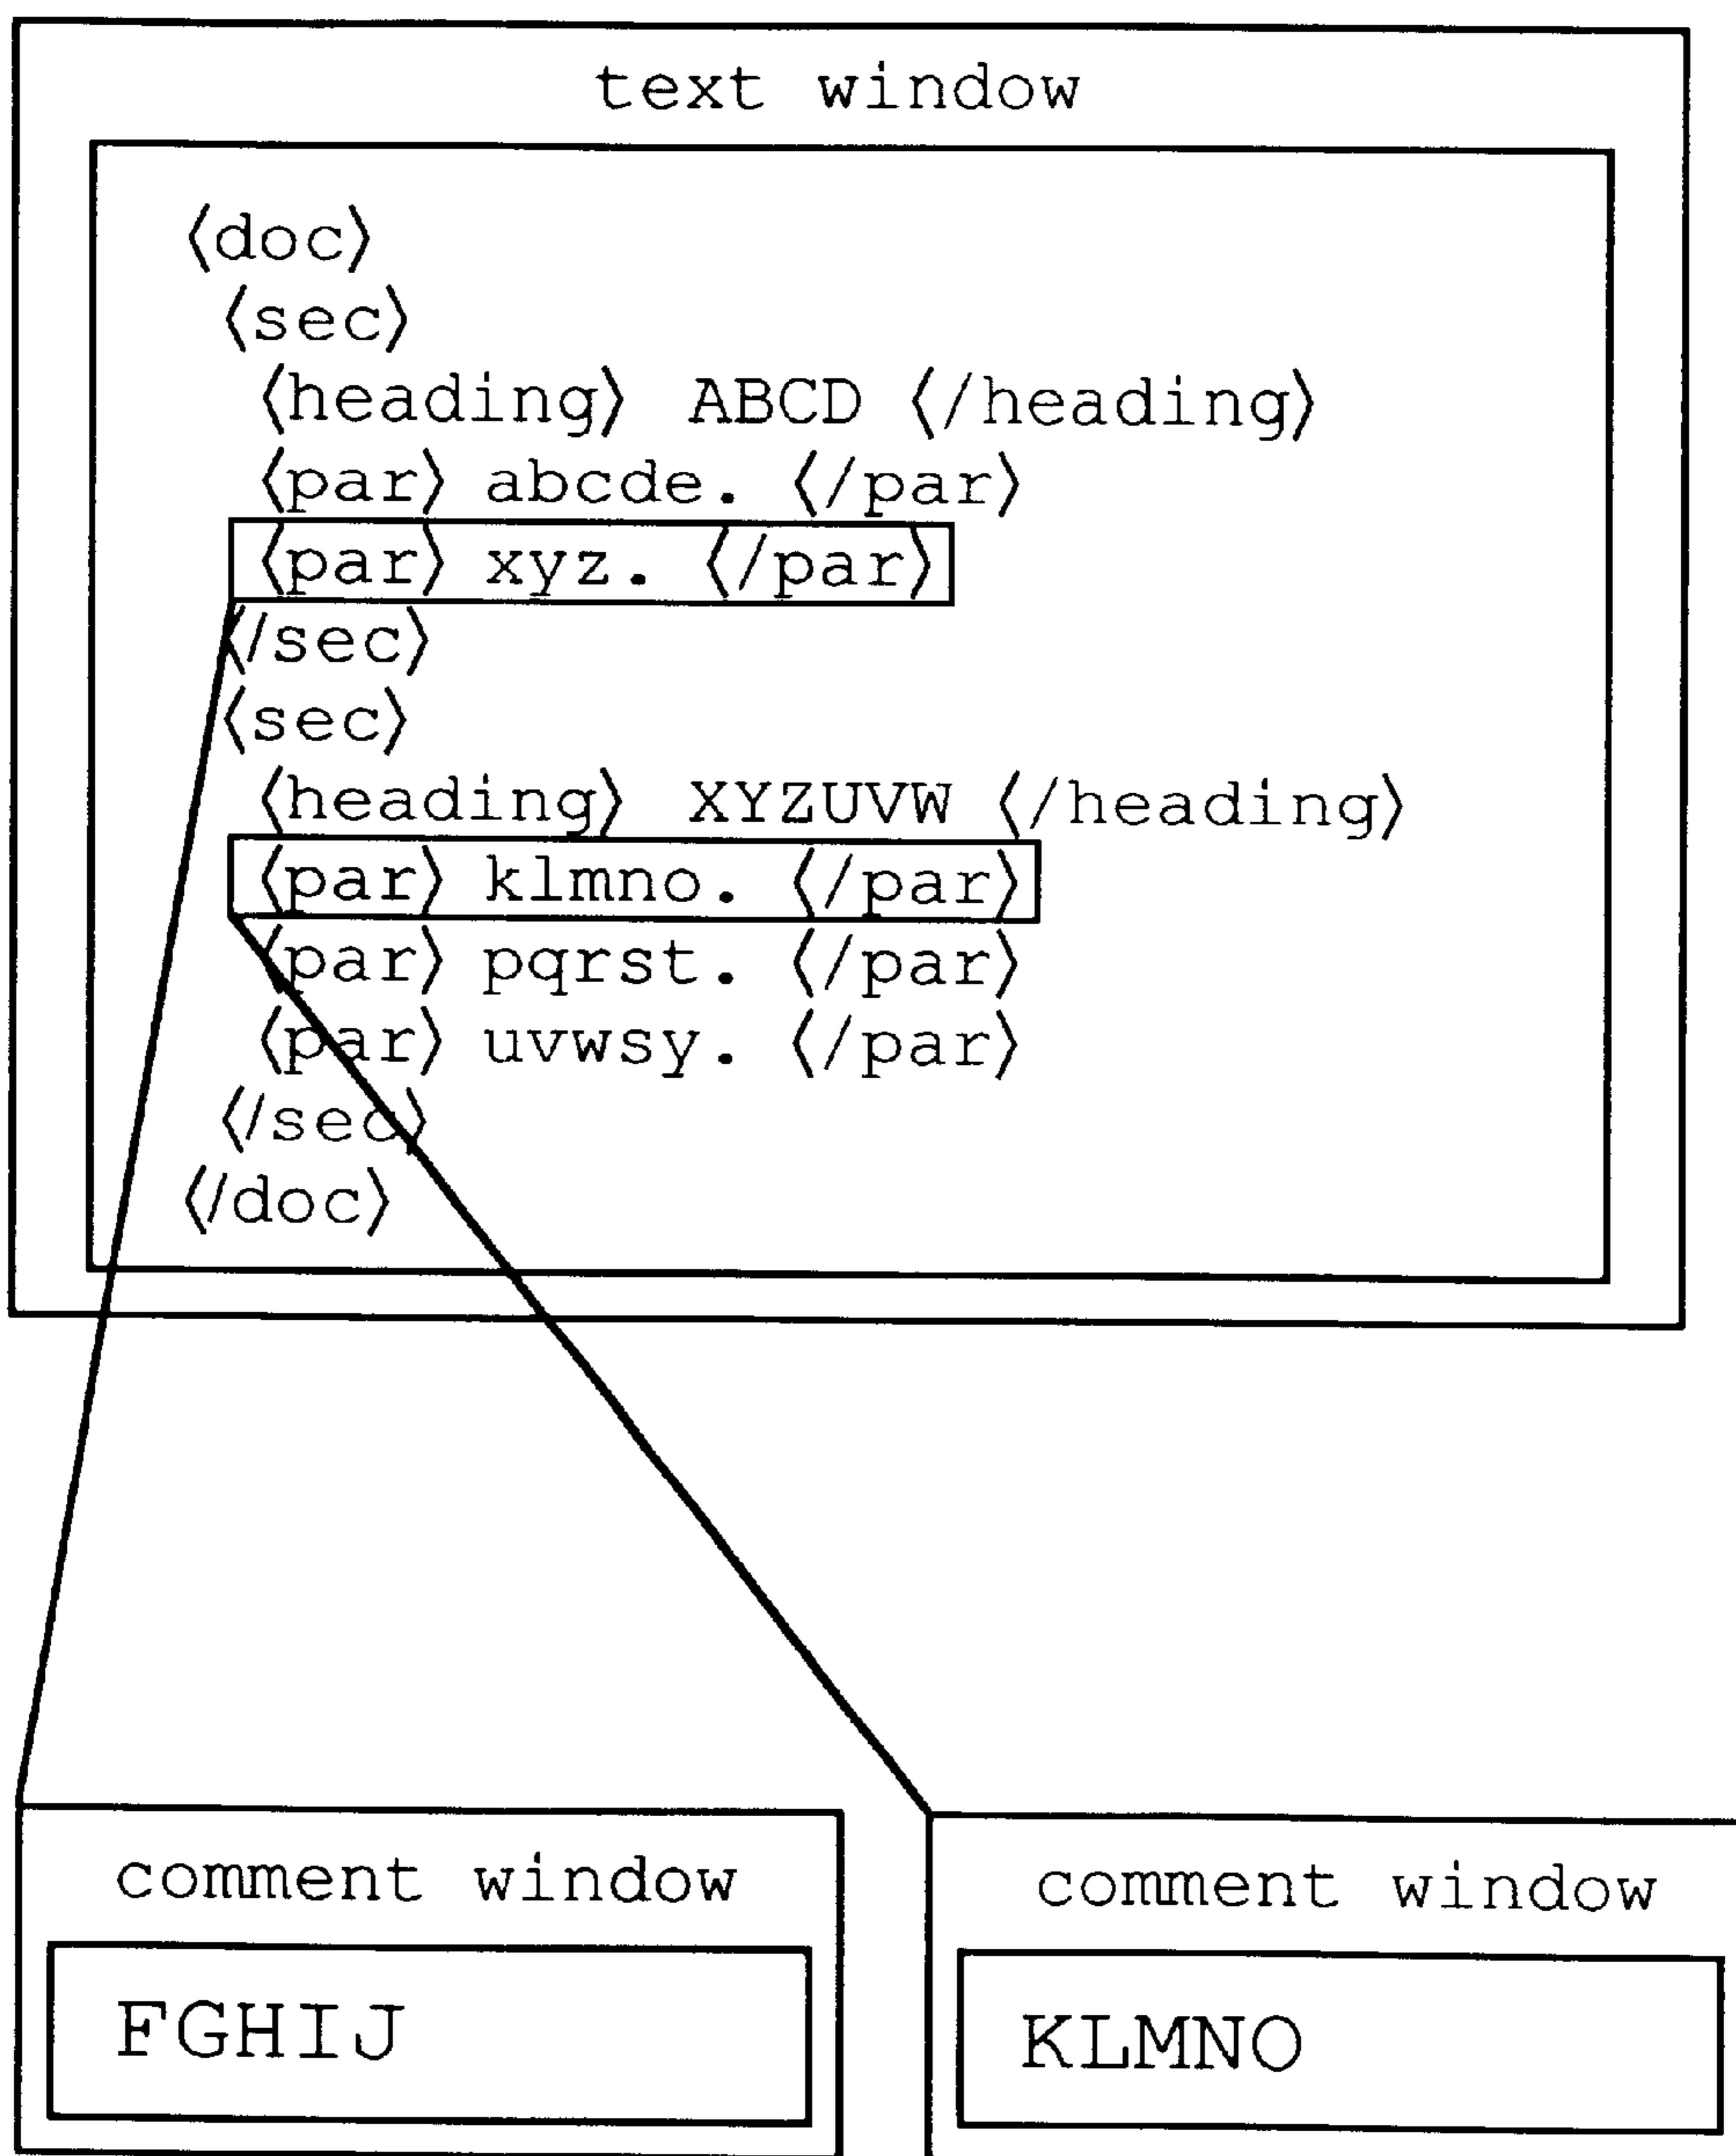 text window
⟨doc⟩
⟨sec⟩
⟨heading⟩ ABCD ⟨/heading⟩
⟨par⟩ abcde. ⟨/par⟩
⟨par⟩ xyz. ⟨/par⟩
⟨/sec⟩
⟨sec⟩
⟨heading⟩ XYZUVW ⟨/heading⟩
⟨par⟩ klmno. ⟨/par⟩
⟨par⟩ pqrst. ⟨/par⟩
⟨par⟩ uvwsy. ⟨/par⟩
⟨/sec⟩
⟨/doc⟩
comment window
FGHIJ
comment window
KLMNO